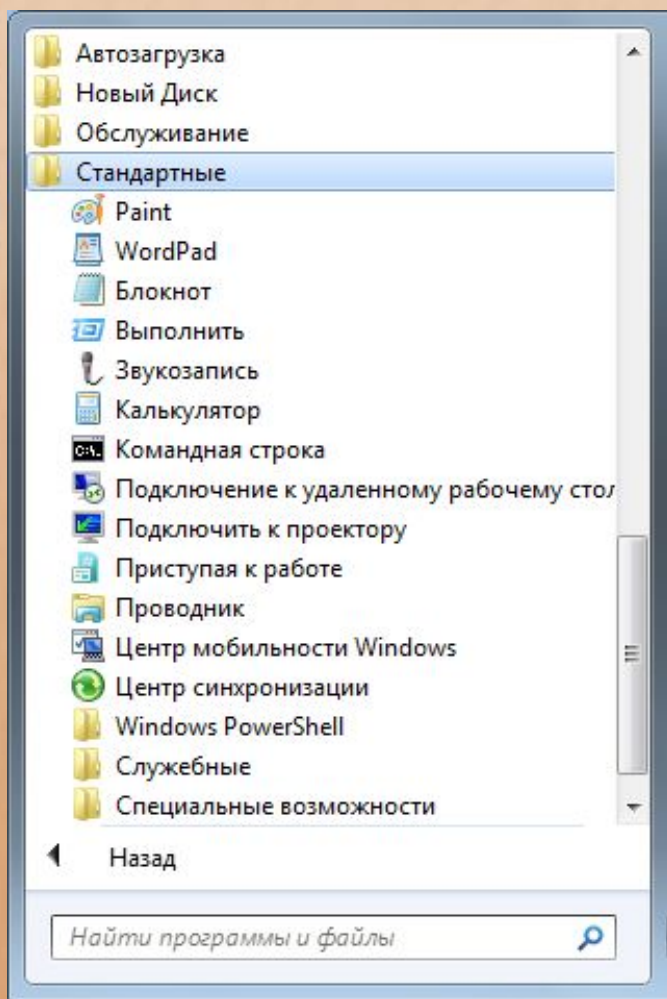 Автозагрузка
Новый Диск
Обслуживание
Стандартные
Paint
WordPad
Блокнот
Выполнить
Звукозапись
Калькулятор
C:\.
Командная строка
Подключение к удаленному рабочему стол
Подключить к проектору
Приступая к работе
Проводник
Центр мобильности Windows
Центр синхронизации
Windows PowerShell
Служебные
Специальные возможности
Назад
Найти программы и файлы